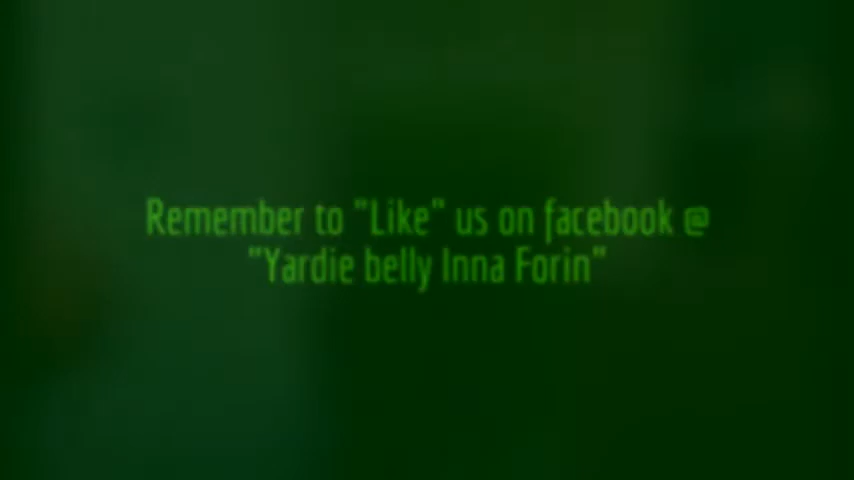 Remember to "Like" us on facebook @
"Yardie belly Inna Forin"